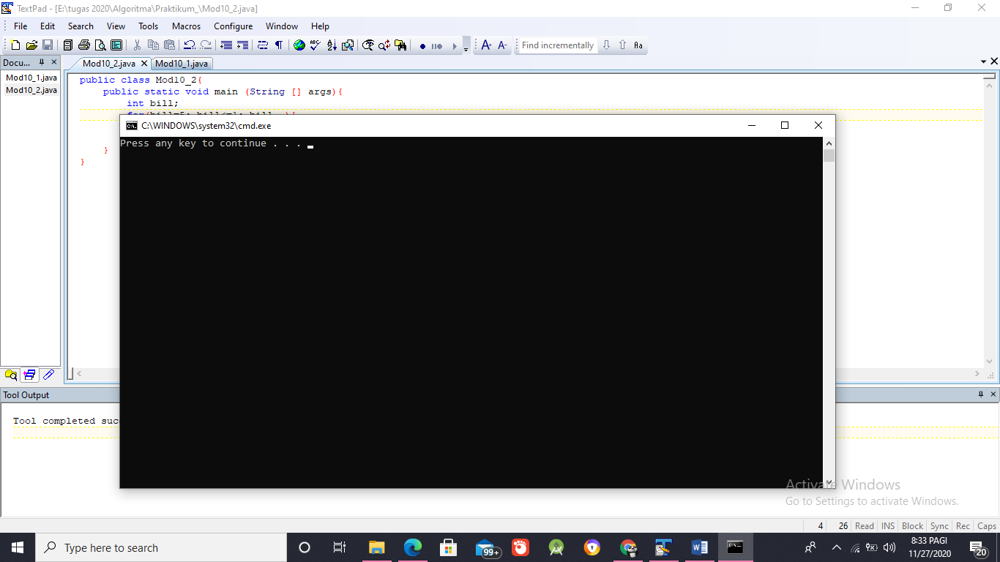 TextPad - [E:\tugas 2020\Algoritma\Praktikum_\Mod10_2.java]
File Edit Search View Tools Macros Configure Window Help
Find incrementally
Docu...
Mod10_2.java
Mod10_1.java
Mod10_1.java
Mod10_2.java
public class Mod10_2{
public static void main (String [] args){
int bill;
}
}
C:\WINDOWS\system32\cmd.exe
Press any key to continue . . .
Tool Output
Tool completed suc
Activate Windows
Go to Settings to activate Windows.
4 26 Read INS Block Sync Rec Caps
Type here to search
99+
8:33 PAGI
11/27/2020
20